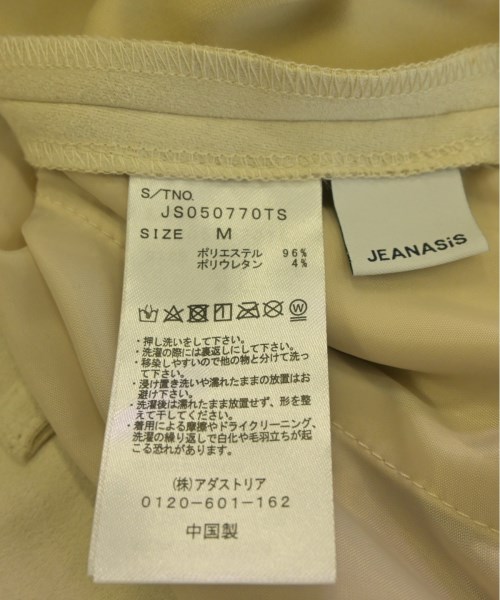 S/TNO.
JS050770TS
SIZE M
ポリエステル 96%
ポリウレタン 4%
・押し洗いをして下さい。
・洗濯の際には裏返しにして下さい。
・移染しやすいので他の物と分けて洗っ
て下さい。
・浸け置き洗いや濡れたままの放置はお
避け下さい。
・洗濯後は濡れたまま放置せず、形を整
えて干してください。
・着用による摩擦やドライクリーニング、
洗濯の繰り返しで白化や毛羽立ちが起
こる恐れがあります。
(株)アダストリア
0120-601-162
中国製
JEANASiS